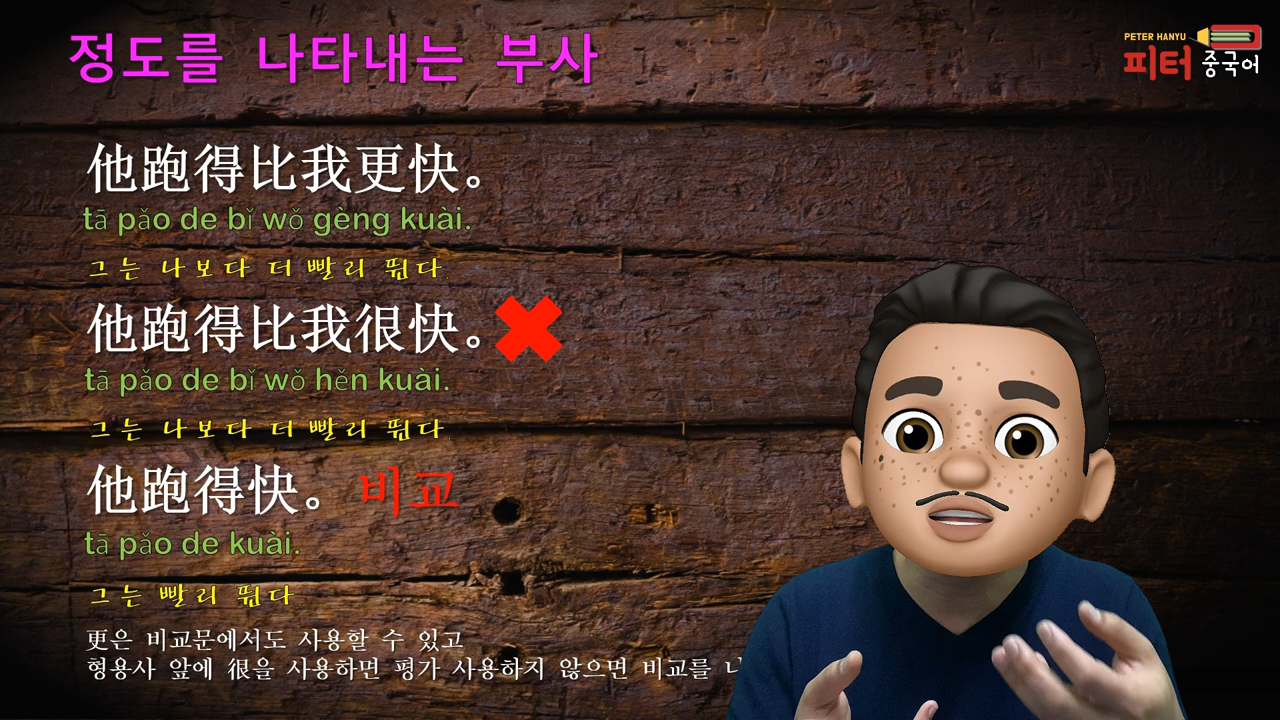 정도를 나타내는 부사
PETER HANYU
피터 중국어
他跑得比我更快。
tā pǎo de bǐ wǒ gèng kuài.
그는 나보다 더 빨리 뜁다
他跑得比我很快。
tā pǎo de bǐ wǒ hěn kuài.
그는 나보다 더 빨리 뜁다
他跑得快。 비교
tā pǎo de kuài.
그는 빨리 뜁다
更은 비교문에서도 사용할 수 있고
형용사 앞에 很을 사용하면 평가 사용하지 않으면 비교를